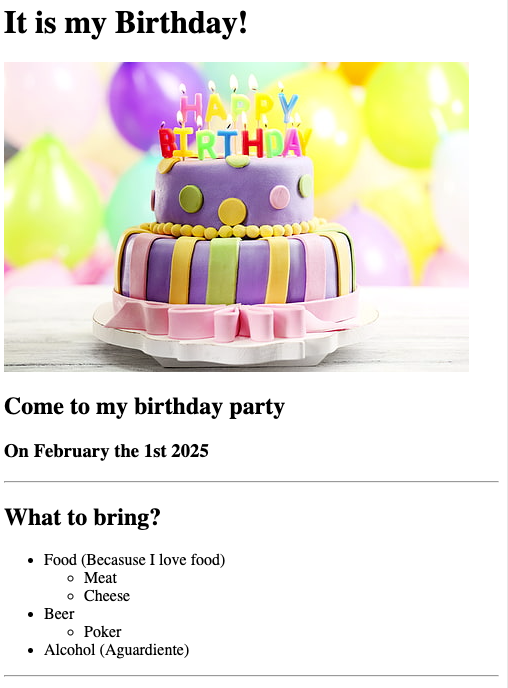 It is my Birthday!
HAPPY
BIRTHDAY
Come to my birthday party
On February the 1st 2025
What to bring?
Food (Becasuse I love food)
Meat
Cheese
Beer
Poker
Alcohol (Aguardiente)